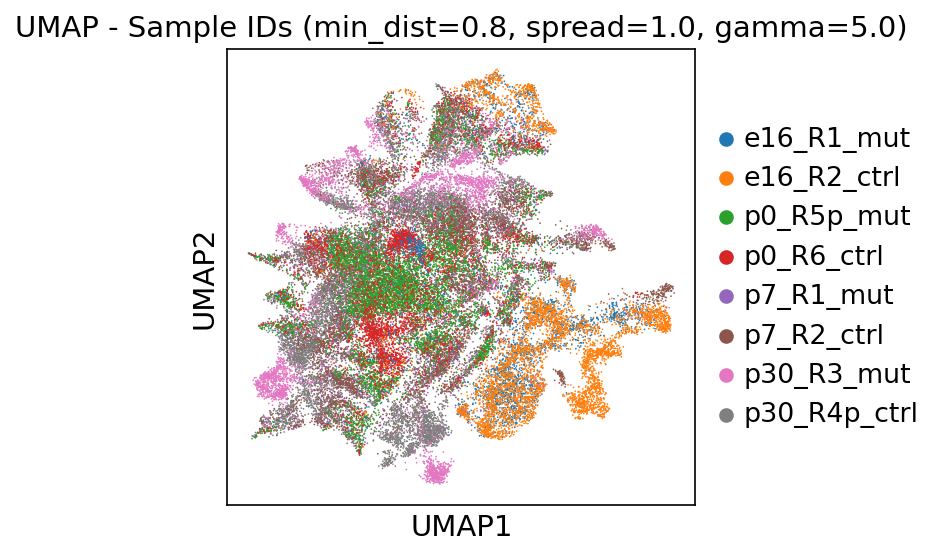 UMAP - Sample IDs (min_dist=0.8, spread=1.0, gamma=5.0)
UMAP2
e16_R1_mut
e16_R2_ctrl
p0_R5p_mut
p0_R6_ctrl
p7_R1_mut
p7_R2_ctrl
p30_R3_mut
p30_R4p_ctrl
UMAP1